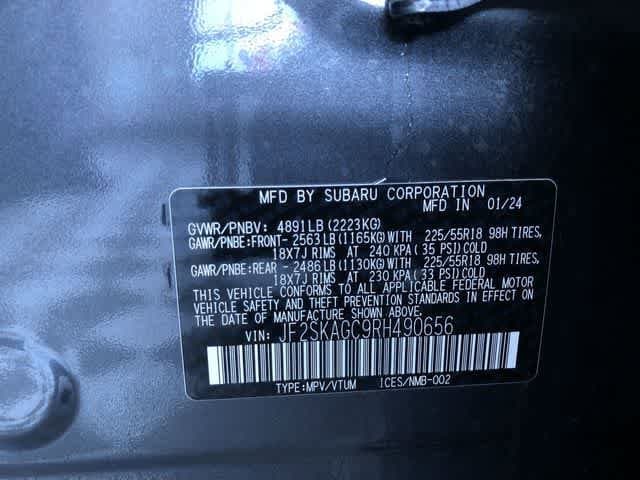 MFD BY SUBARU CORPORATION
MFD IN 01/24
GVWR/PNBV: 4891LB (2223KG)
GAWR/PNBE:FRONT- 2563LB (1165KG)WITH 225/55R18 98H TIRES,
18X7J RIMS AT 240 KPA (35 PSI)COLD
GAWR/PNBE:REAR - 2486LB (1130KG)WITH 225/55R18 98H TIRES,
18X7J RIMS AT 230 KPA (33 PSI)COLD
THIS VEHICLE CONFORMS TO ALL APPLICABLE FEDERAL MOTOR
VEHICLE SAFETY AND THEFT PREVENTION STANDARDS IN EFFECT ON
THE DATE OF MANUFACTURE SHOWN ABOVE.
VIN: JF2SKAGC9RH490656
TYPE:MPV/VTUM ICES/NMB-002